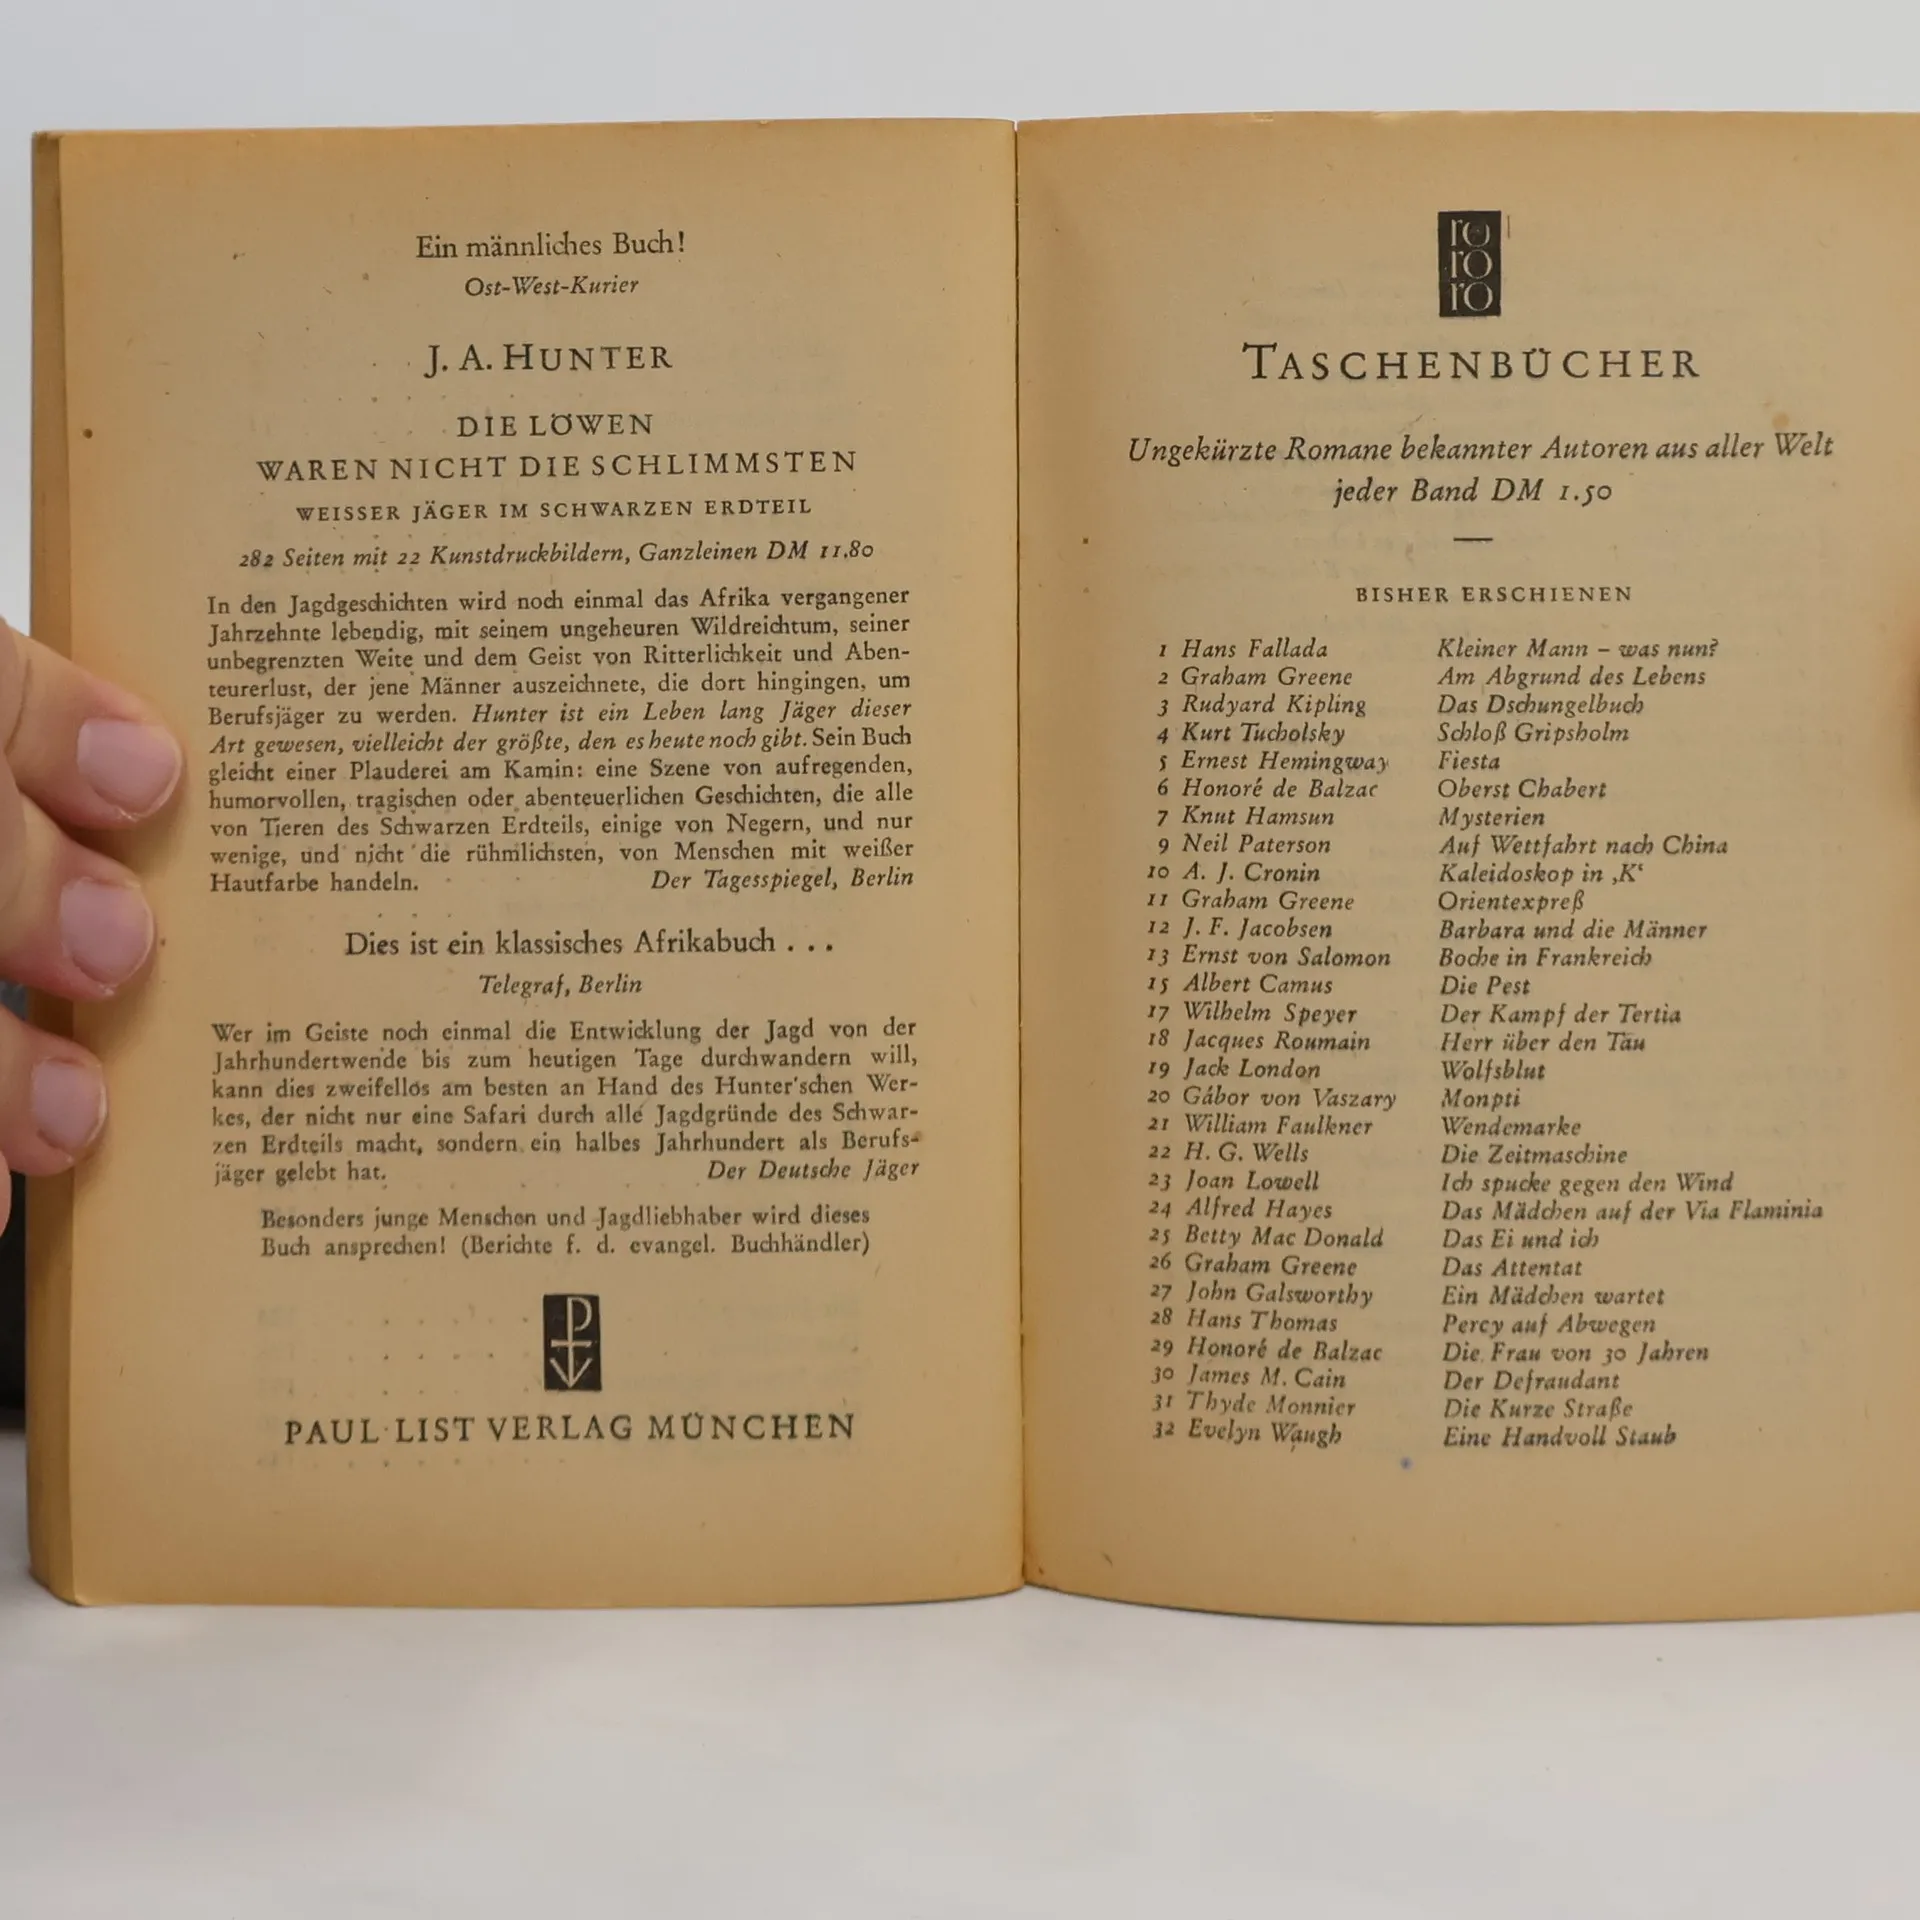 Ein männliches Buch!
Ost-West-Kurier
J. A. HUNTER
DIE LÖWEN
WAREN NICHT DIE SCHLIMMSTEN
WEISSER JÄGER IM SCHWARZEN ERDTEIL
282 Seiten mit 22 Kunstdruckbildern, Ganzleinen DM 11.80
In den Jagdgeschichten wird noch einmal das Afrika vergangener
Jahrzehnte lebendig, mit seinem ungeheuren Wildreichtum, seiner
unbegrenzten Weite und dem Geist von Ritterlichkeit und Aben-
teurerlust, der jene Männer auszeichnete, die dort hingingen, um
Berufsjäger zu werden. Hunter ist ein Leben lang Jäger dieser
Art gewesen, vielleicht der größte, den es heute noch gibt. Sein Buch
gleicht einer Plauderei am Kamin: eine Szene von aufregenden,
humorvollen, tragischen oder abenteuerlichen Geschichten, die alle
von Tieren des Schwarzen Erdteils, einige von Negern, und nur
wenige, und nicht die rühmlichsten, von Menschen mit weißer
Hautfarbe handeln. Der Tagesspiegel, Berlin
Dies ist ein klassisches Afrikabuch . . .
Telegraf, Berlin
Wer im Geiste noch einmal die Entwicklung der Jagd von der
Jahrhundertwende bis zum heutigen Tage durchwandern will,
kann dies zweifellos am besten an Hand des Hunter'schen Wer-
kes, der nicht nur eine Safari durch alle Jagdgründe des Schwar-
zen Erdteils macht, sondern ein halbes Jahrhundert als Berufs-
jäger gelebt hat. Der Deutsche Jäger
Besonders junge Menschen und Jagdliebhaber wird dieses
Buch ansprechen! (Berichte f. d. evangel. Buchhändler)
PAUL LIST VERLAG MÜNCHEN
ro
ro
ro
TASCHENBÜCHER
Ungekürzte Romane bekannter Autoren aus aller Welt
jeder Band DM 1.50
BISHER ERSCHIENEN
1 Hans Fallada Kleiner Mann – was nun?
2 Graham Greene Am Abgrund des Lebens
3 Rudyard Kipling Das Dschungelbuch
4 Kurt Tucholsky Schloß Gripsholm
5 Ernest Hemingway Fiesta
6 Honoré de Balzac Oberst Chabert
7 Knut Hamsun Mysterien
9 Neil Paterson Auf Wettfahrt nach China
10 A. J. Cronin Kaleidoskop in ‚K‘
11 Graham Greene Orientexpreß
12 J. F. Jacobsen Barbara und die Männer
13 Ernst von Salomon Boche in Frankreich
15 Albert Camus Die Pest
17 Wilhelm Speyer Der Kampf der Tertia
18 Jacques Roumain Herr über den Tau
19 Jack London Wolfsblut
20 Gábor von Vaszary Monpti
21 William Faulkner Wendemarke
22 H. G. Wells Die Zeitmaschine
23 Joan Lowell Ich spucke gegen den Wind
24 Alfred Hayes Das Mädchen auf der Via Flaminia
25 Betty Mac Donald Das Ei und ich
26 Graham Greene Das Attentat
27 John Galsworthy Ein Mädchen wartet
28 Hans Thomas Percy auf Abwegen
29 Honoré de Balzac Die Frau von 30 Jahren
30 James M. Cain Der Defraudant
31 Thyde Monnier Die Kurze Straße
32 Evelyn Waugh Eine Handvoll Staub